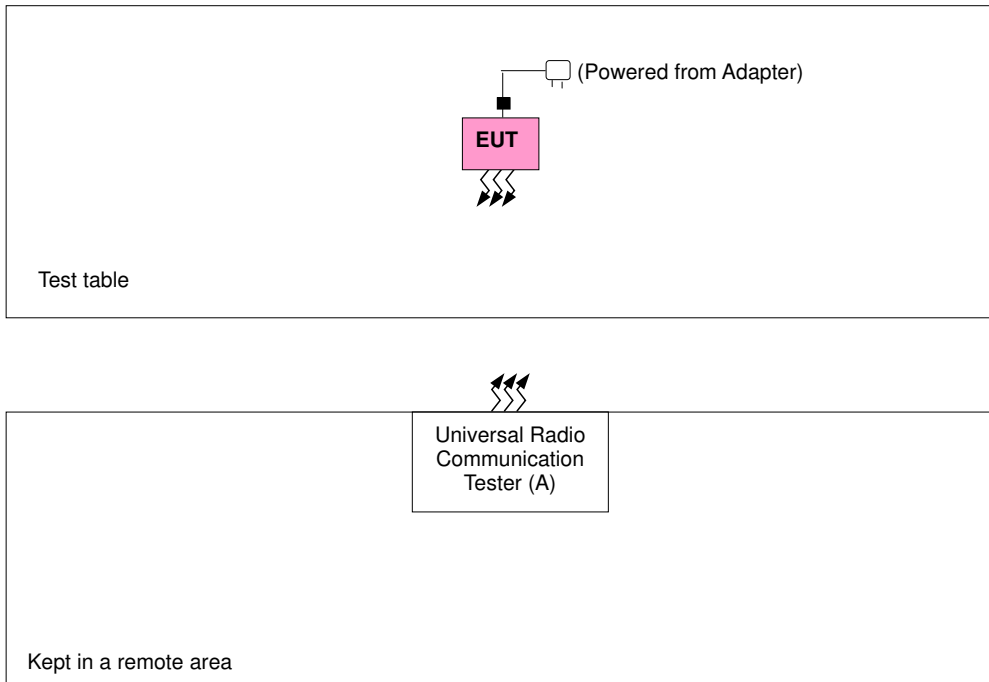 (Powered from Adapter)
EUT
Test table
Universal Radio
Communication
Tester (A)
Kept in a remote area